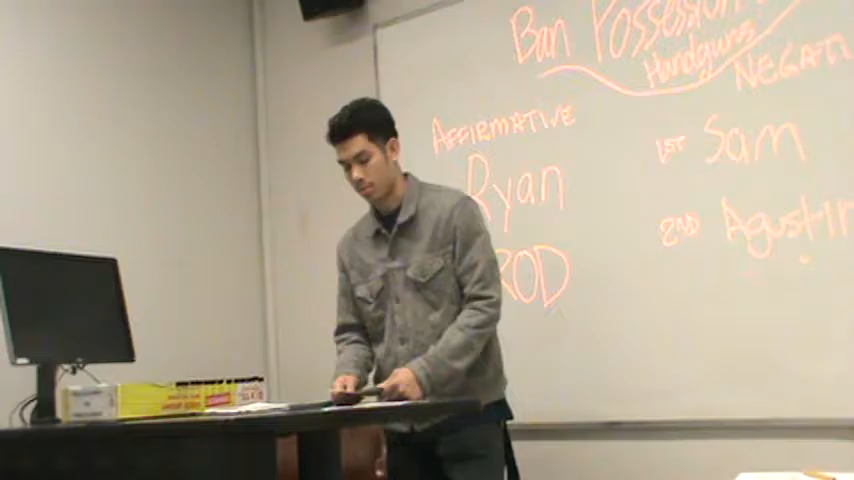 Ban Possession
Handguns
AFFIRMATIVE
NEGATI
Ryan
1ST Sam
ROD
2ND Agustin